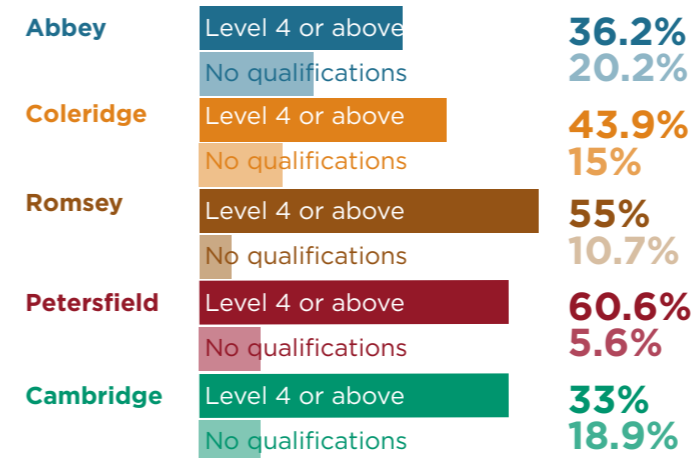 Abbey
Level 4 or above
36.2%
No qualifications
20.2%
Coleridge
Level 4 or above
43.9%
No qualifications
15%
Romsey
Level 4 or above
55%
No qualifications
10.7%
Petersfield
Level 4 or above
60.6%
No qualifications
5.6%
Cambridge
Level 4 or above
33%
No qualifications
18.9%